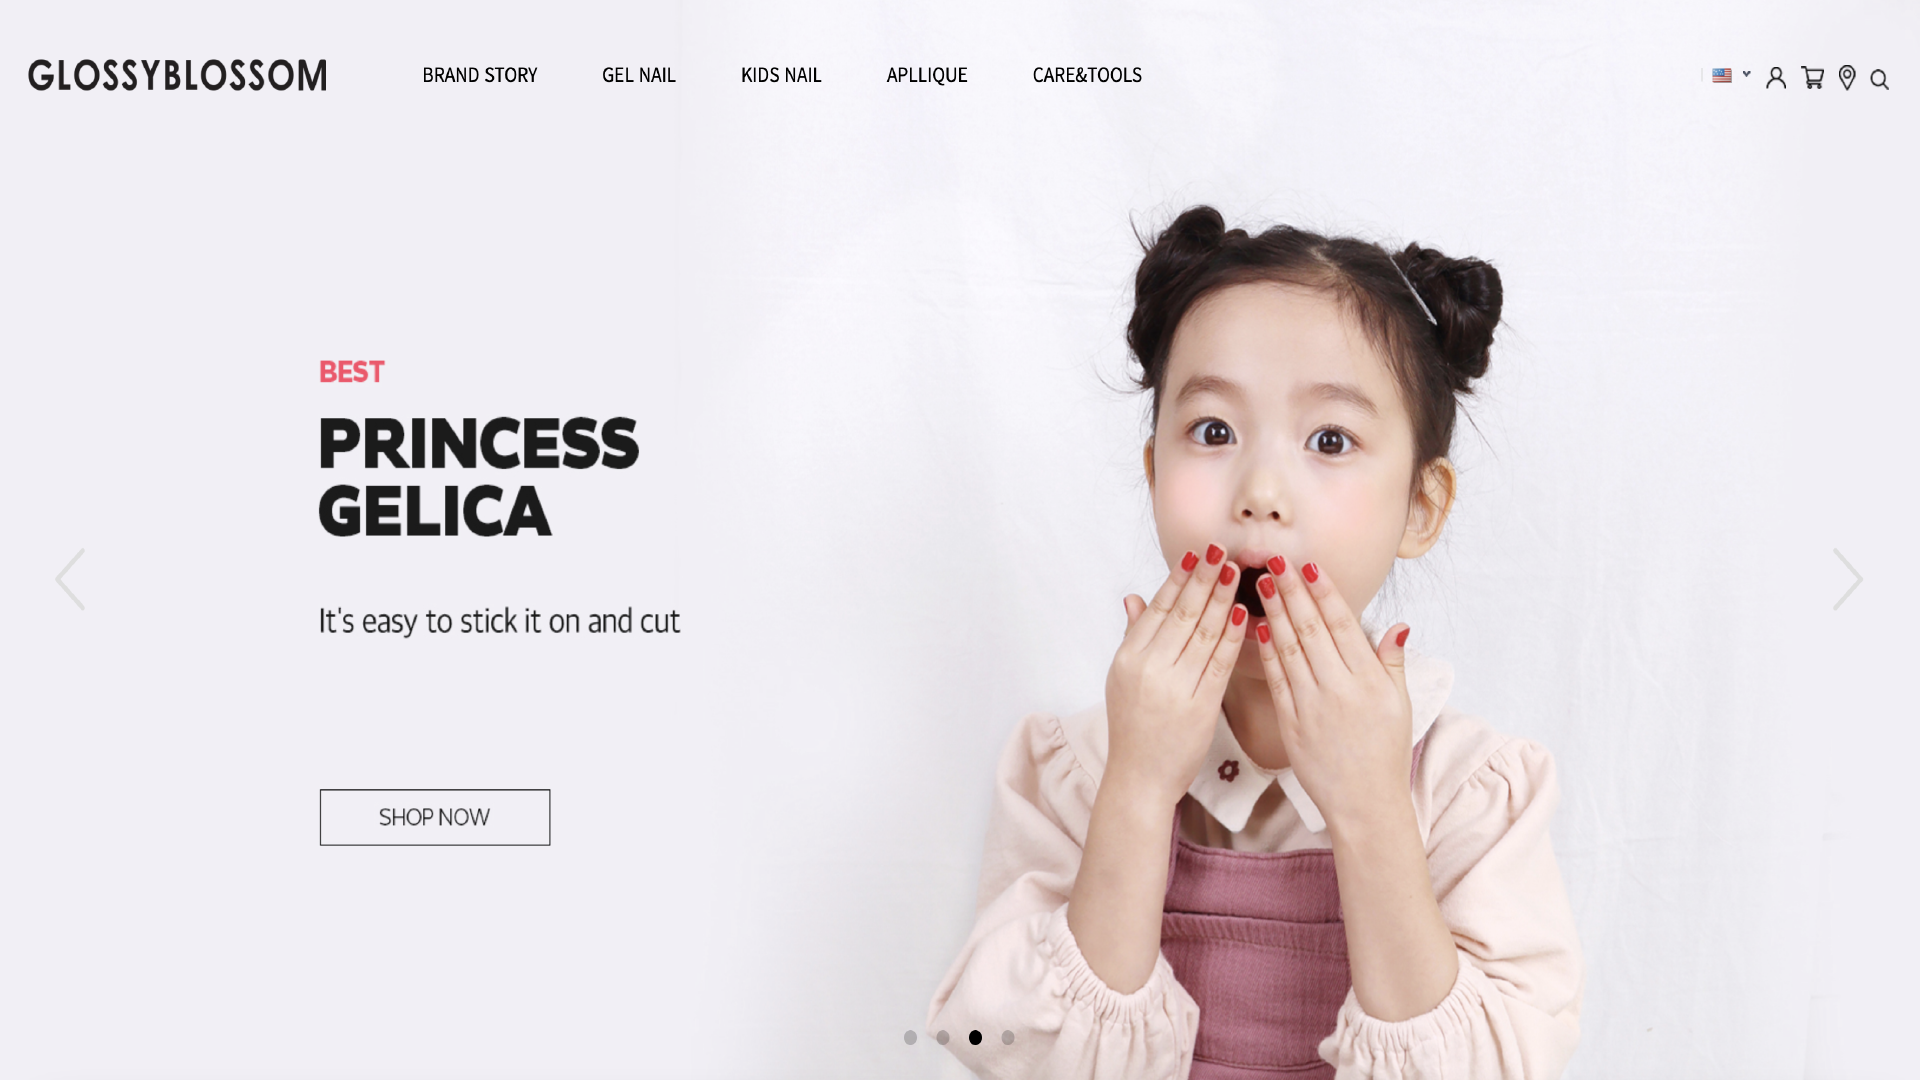 GLOSSYBLOSSOM
BRAND STORY
GEL NAIL
KIDS NAIL
APLLIQUE
CARE&TOOLS
BEST
PRINCESS
GELICA
It's easy to stick it on and cut
SHOP NOW